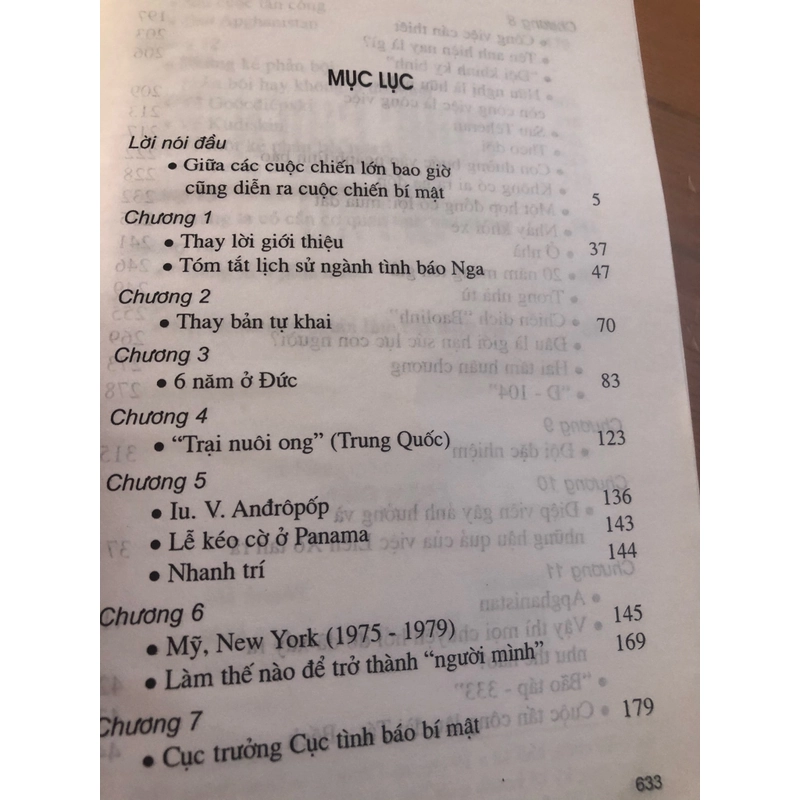 MỤC LỤC
Lời nói đầu
• Giữa các cuộc chiến lớn bao giờ
cũng diễn ra cuộc chiến bí mật 5
Chương 1
• Thay lời giới thiệu 37
• Tóm tắt lịch sử ngành tình báo Nga 47
Chương 2
• Thay bản tự khai 70
Chương 3
• 6 năm ở Đức 83
Chương 4
• “Trại nuôi ong” (Trung Quốc) 123
Chương 5
• Iu. V. Anđrôpốp 136
• Lễ kéo cờ ở Panama 143
• Nhanh trí 144
Chương 6
• Mỹ, New York (1975 - 1979) 145
• Làm thế nào để trở thành “người mình” 169
Chương 7
• Cục trưởng Cục tình báo bí mật 179
633